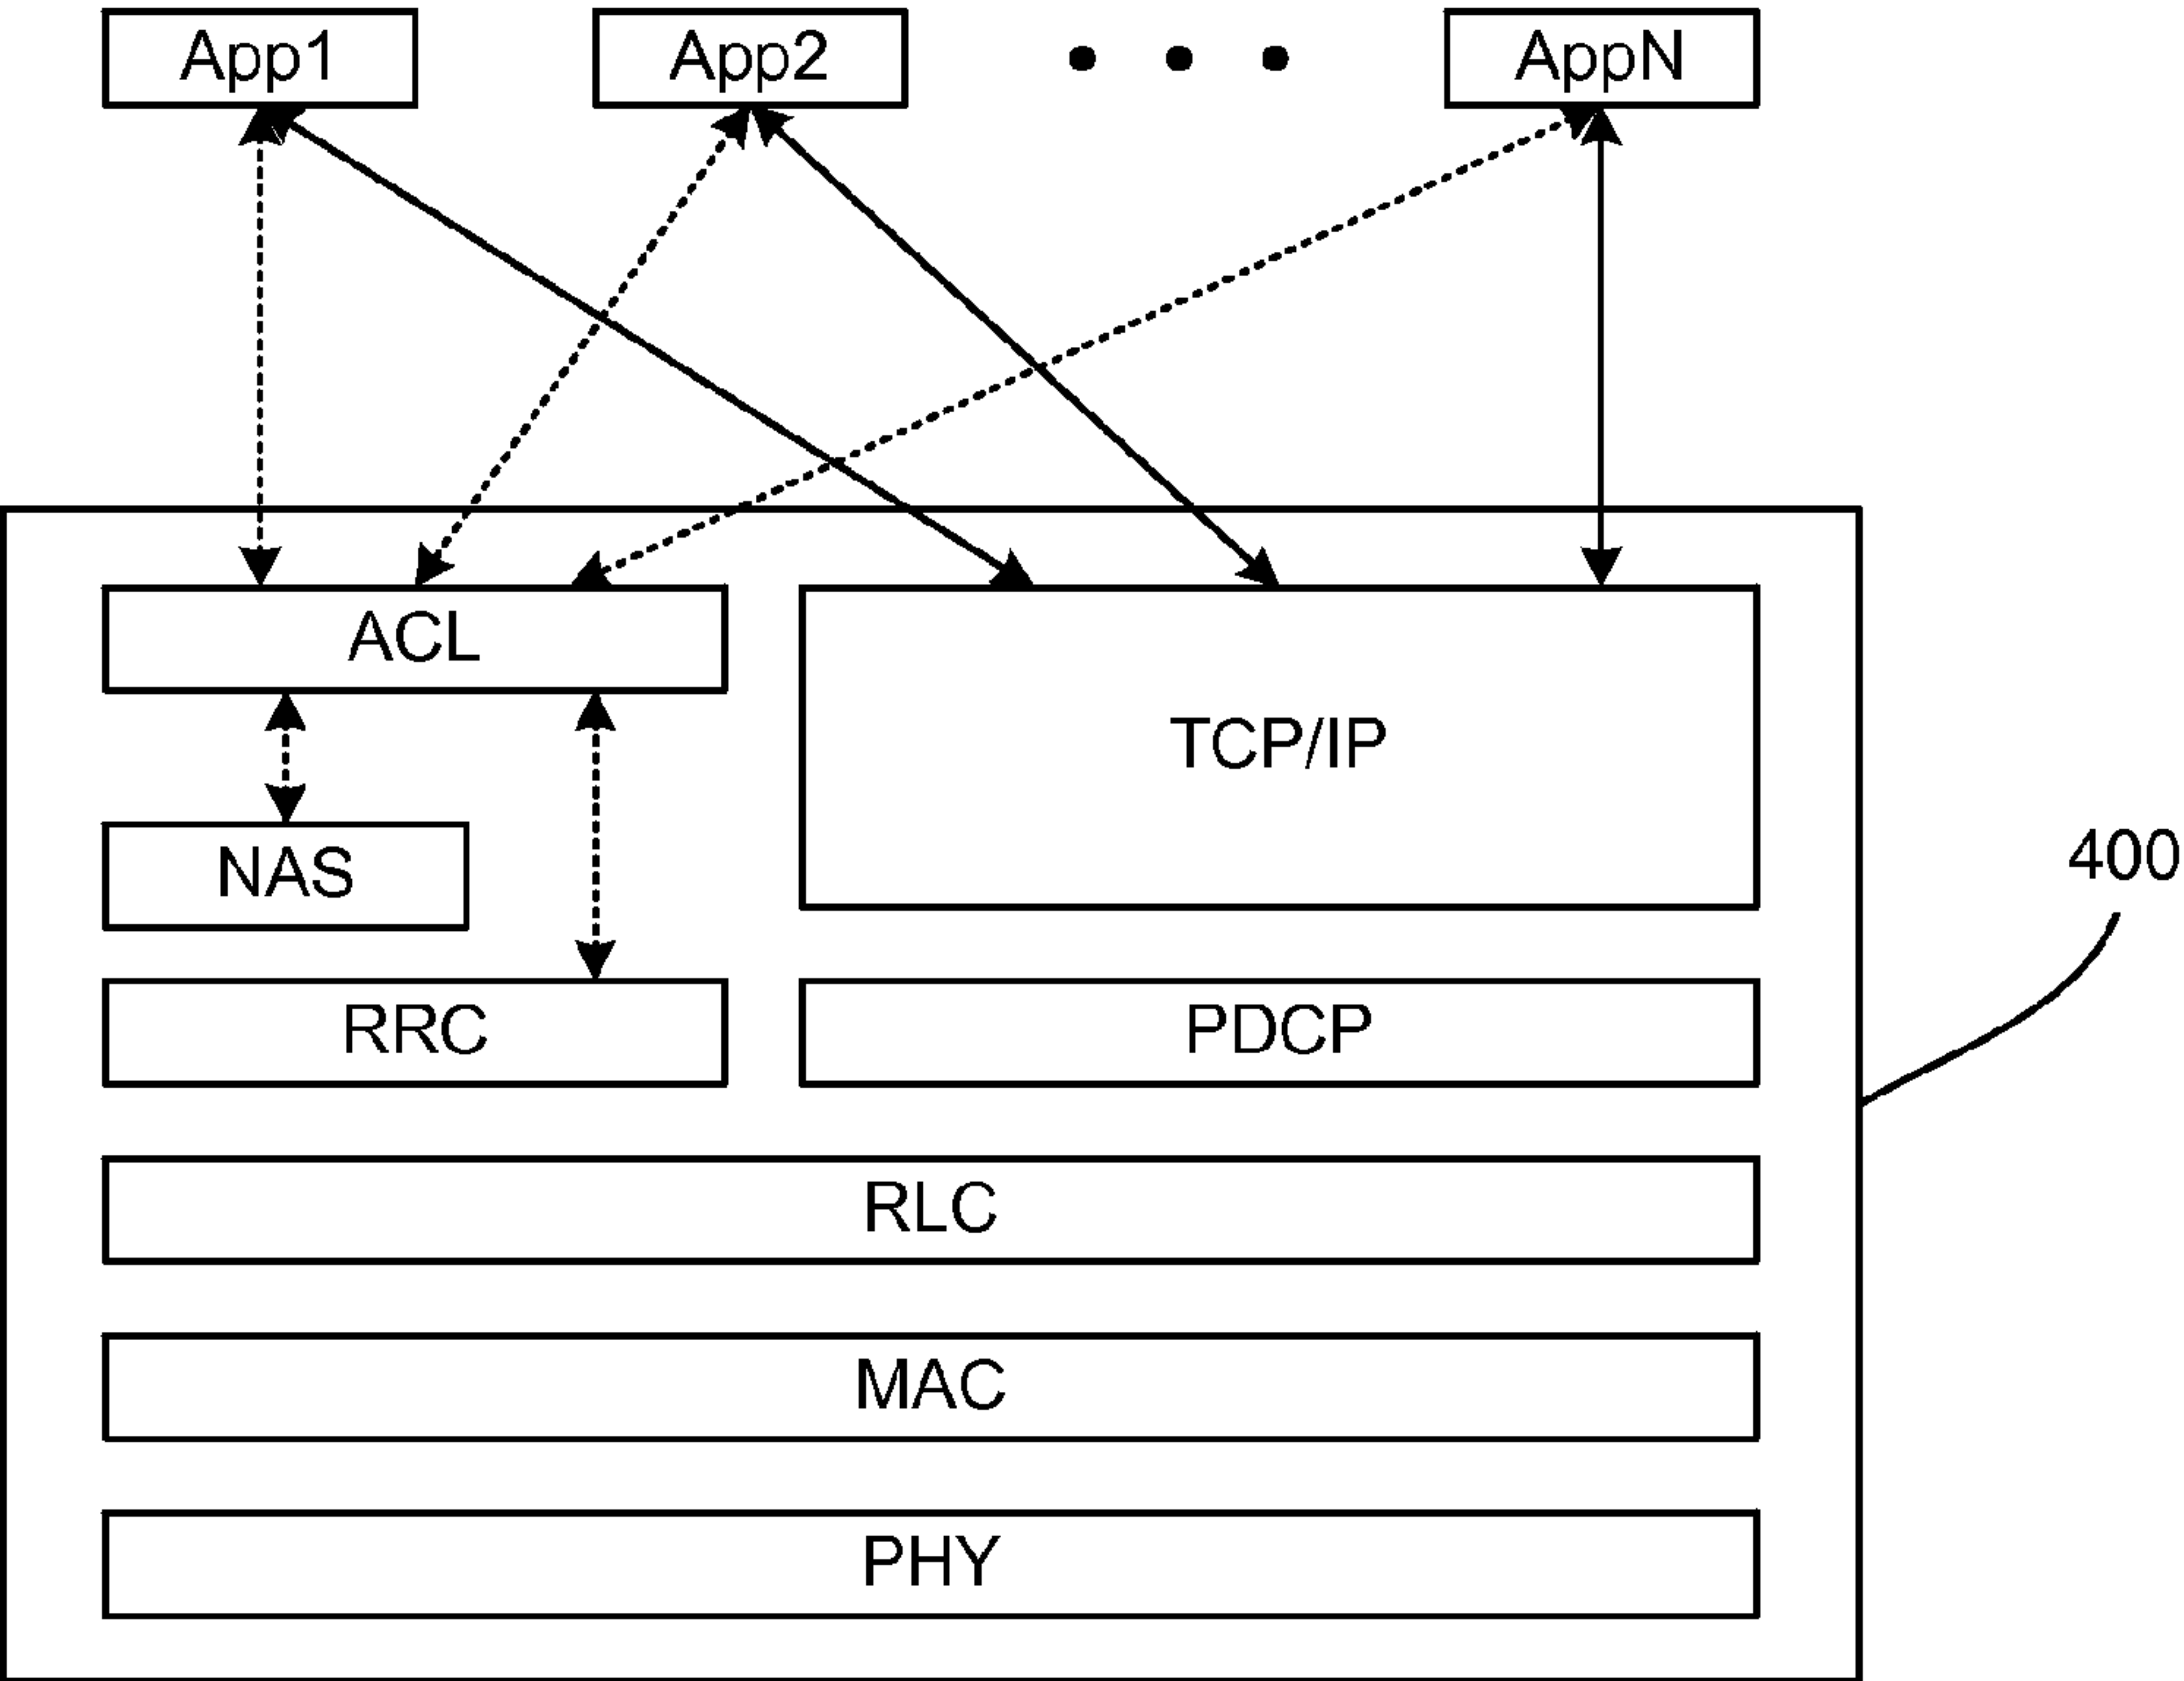 App1
App2
AppN
ACL
TCP/IP
NAS
400
RRC
PDCP
RLC
MAC
PHY